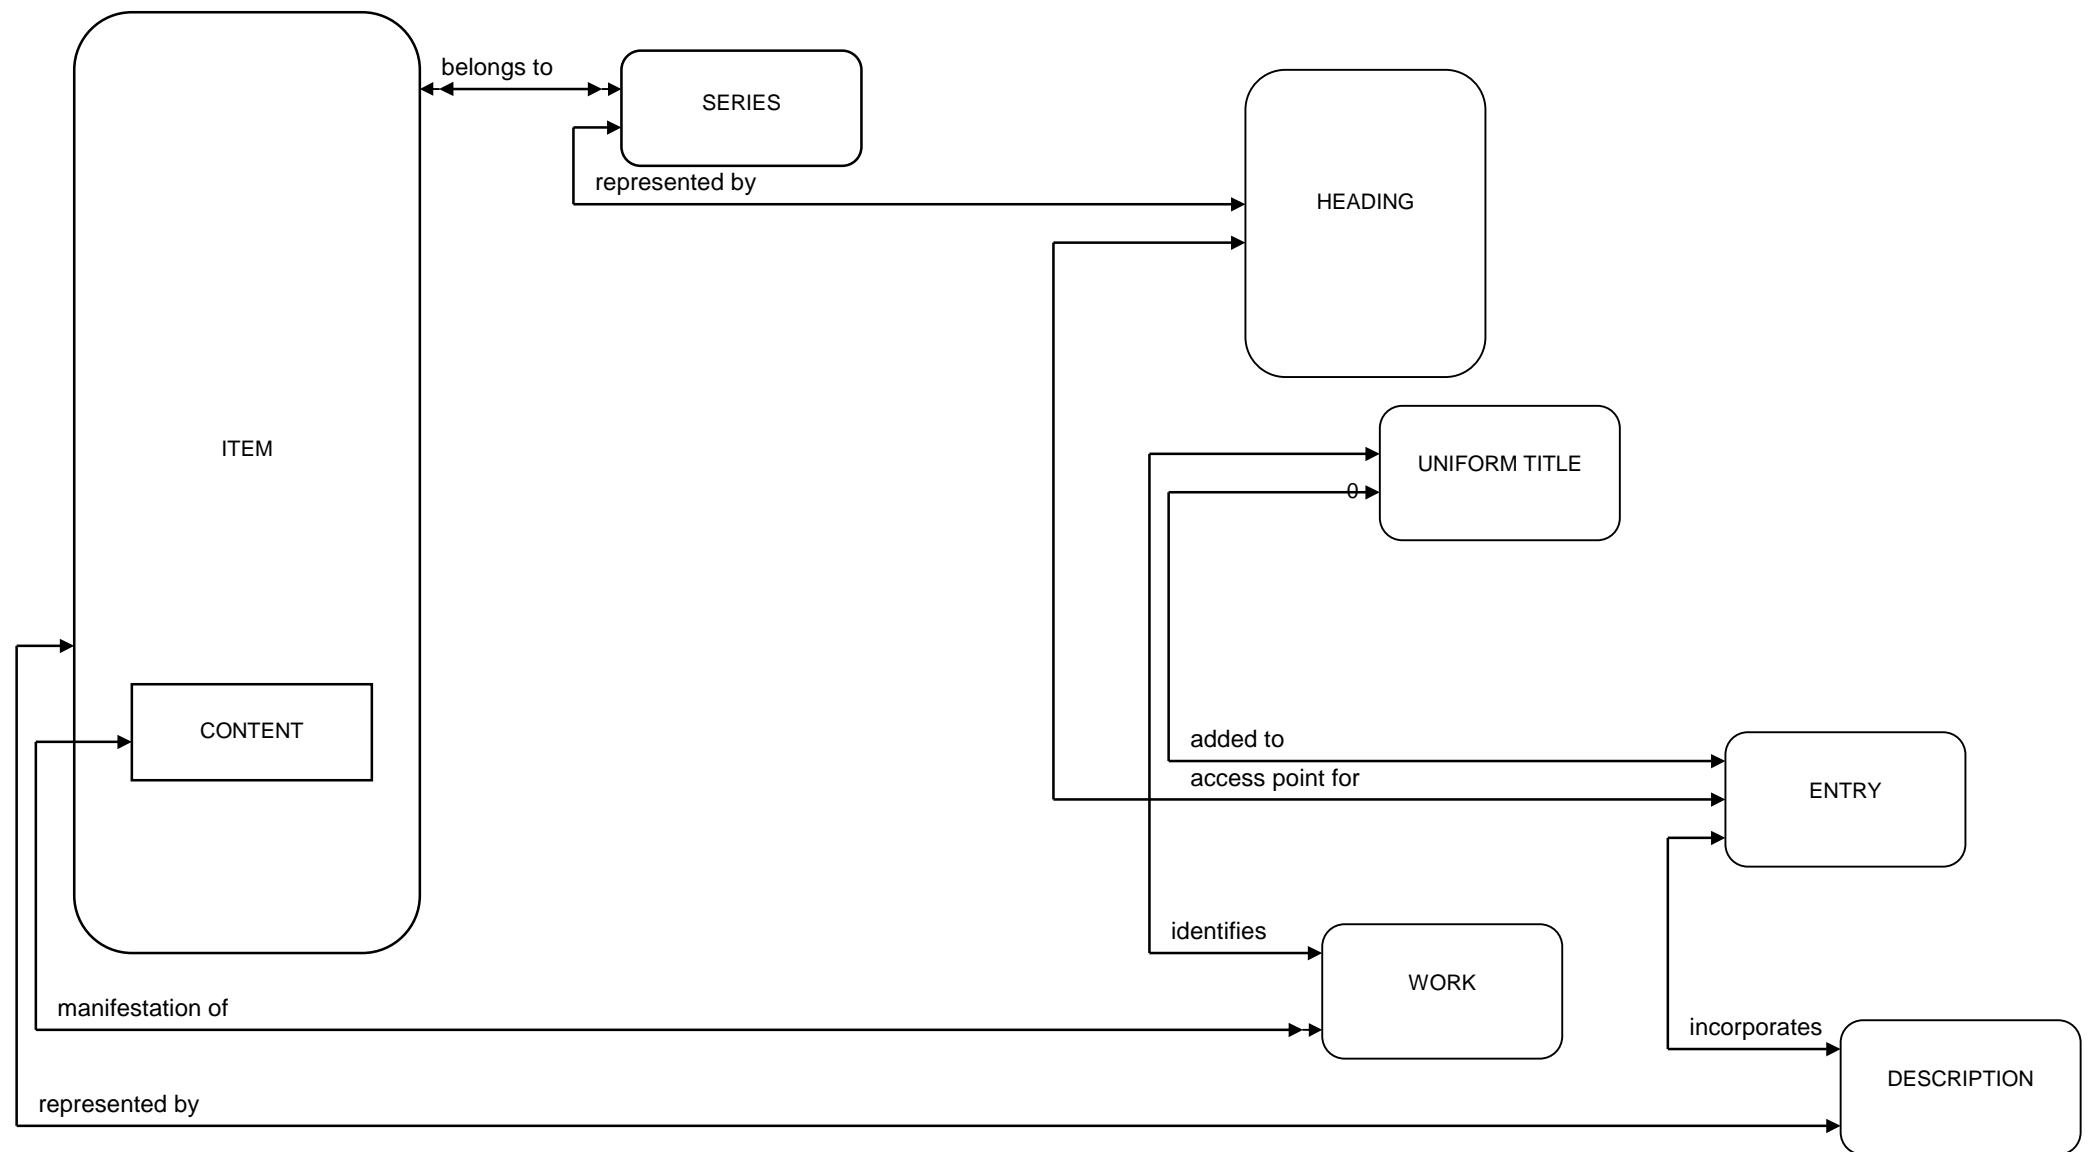 belongs to
SERIES
represented by
HEADING
ITEM
UNIFORM TITLE
0
CONTENT
added to
access point for
ENTRY
identifies
WORK
manifestation of
incorporates
DESCRIPTION
represented by